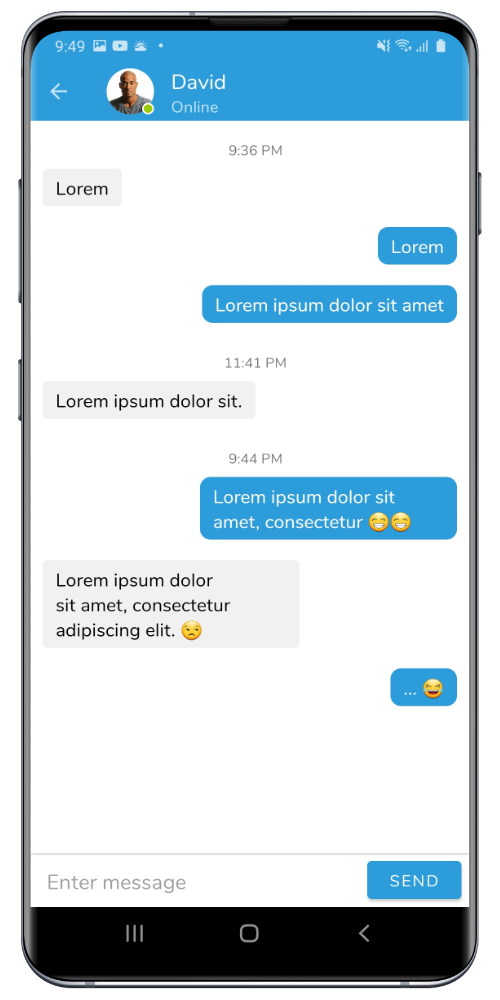 9:49
David
Online
9:36 PM
Lorem
Lorem
Lorem ipsum dolor sit amet
11:41 PM
Lorem ipsum dolor sit.
9:44 PM
Lorem ipsum dolor sit
amet, consectetur 😁😁
Lorem ipsum dolor
sit amet, consectetur
adipiscing elit. 😒
... 😂
Enter message
SEND